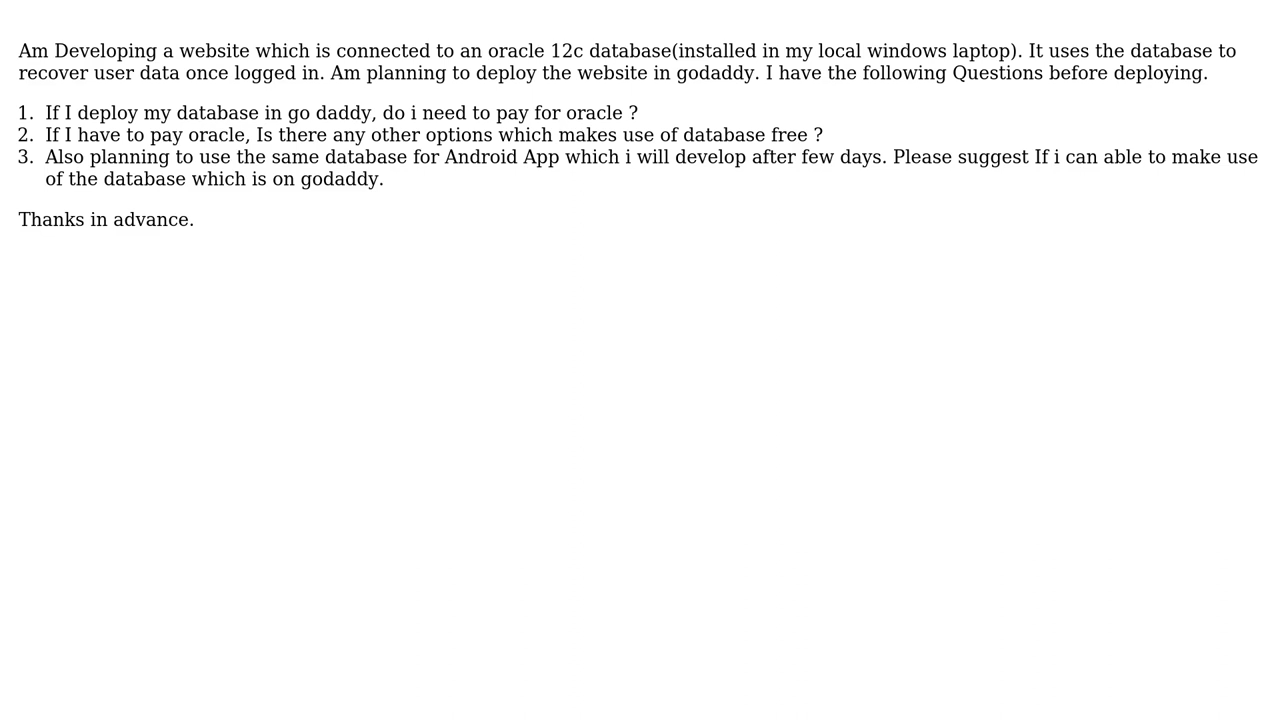 Am Developing a website which is connected to an oracle 12c database(installed in my local windows laptop). It uses the database to
recover user data once logged in. Am planning to deploy the website in godaddy. I have the following Questions before deploying.
1. If I deploy my database in go daddy, do i need to pay for oracle ?
2. If I have to pay oracle, Is there any other options which makes use of database free ?
3. Also planning to use the same database for Android App which i will develop after few days. Please suggest If i can able to make use
of the database which is on godaddy.
Thanks in advance.